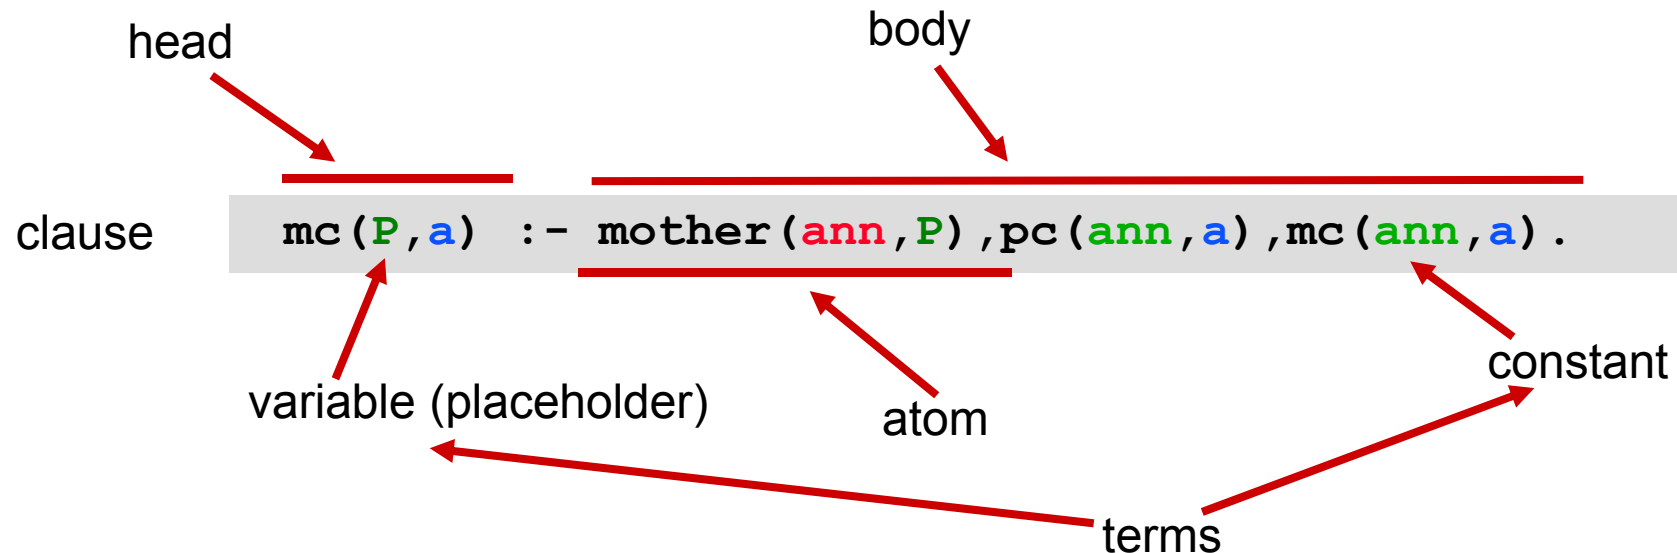 head
body
clause
mc(P,a) :- mother(ann,P),pc(ann,a),mc(ann,a).
variable (placeholder)
atom
constant
terms